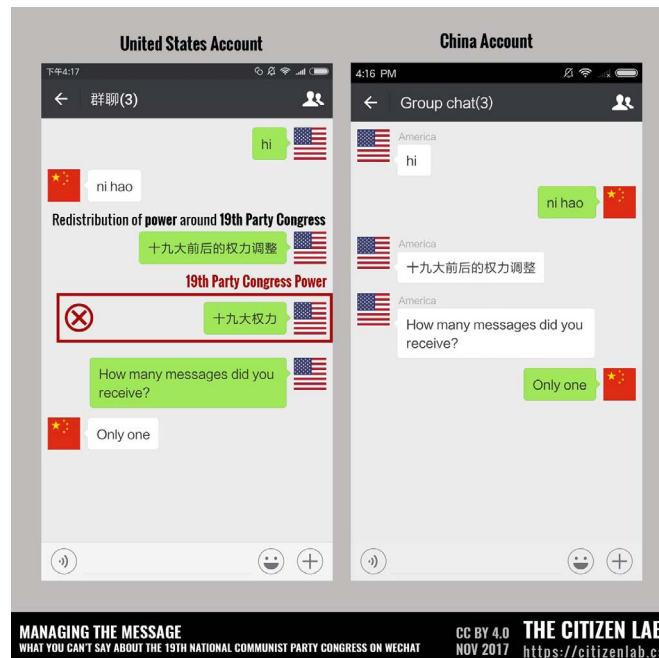 United States Account
下午4:17
群聊(3)
hi
ni hao
Redistribution of power around 19th Party Congress
十九大前后的权力调整
19th Party Congress Power
十九大权力
How many messages did you
receive?
Only one
China Account
4:16 PM
Group chat(3)
America
hi
ni hao
America
十九大前后的权力调整
America
How many messages did you
receive?
Only one
MANAGING THE MESSAGE
WHAT YOU CAN'T SAY ABOUT THE 19TH NATIONAL COMMUNIST PARTY CONGRESS ON WECHAT
CC BY 4.0
NOV 2017
THE CITIZEN LAB
https://citizenlab.c